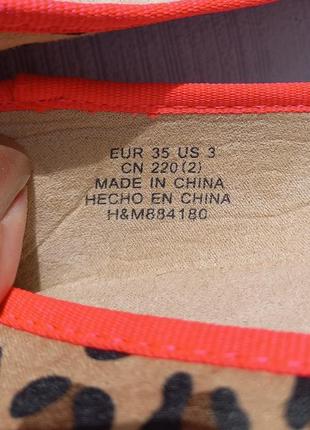 EUR 35 US 3
CN 220(2)
MADE IN CHINA
HECHO EN CHINA
H&M884180